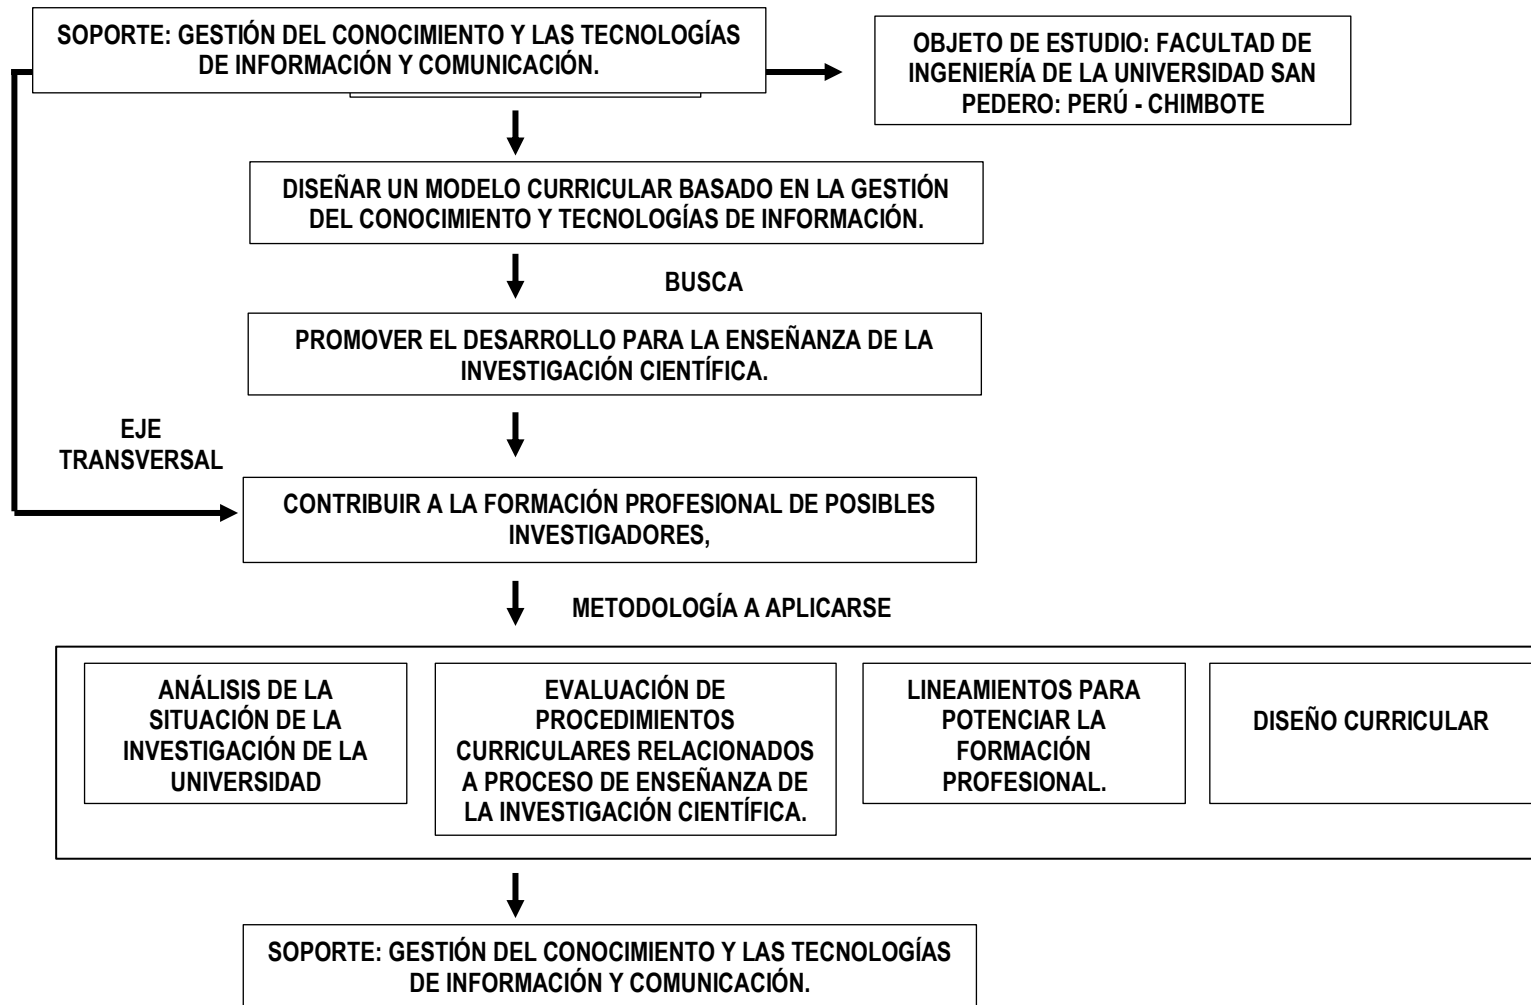 SOPORTE: GESTIÓN DEL CONOCIMIENTO Y LAS TECNOLOGÍAS
DE INFORMACIÓN Y COMUNICACIÓN.
OBJETO DE ESTUDIO: FACULTAD DE
INGENIERÍA DE LA UNIVERSIDAD SAN
PEDERO: PERÚ - CHIMBOTE
DISEÑAR UN MODELO CURRICULAR BASADO EN LA GESTIÓN
DEL CONOCIMIENTO Y TECNOLOGÍAS DE INFORMACIÓN.
BUSCA
PROMOVER EL DESARROLLO PARA LA ENSEÑANZA DE LA
INVESTIGACIÓN CIENTÍFICA.
EJE
TRANSVERSAL
CONTRIBUIR A LA FORMACIÓN PROFESIONAL DE POSIBLES
INVESTIGADORES,
METODOLOGÍA A APLICARSE
ANÁLISIS DE LA
SITUACIÓN DE LA
INVESTIGACIÓN DE LA
UNIVERSIDAD
EVALUACIÓN DE
PROCEDIMIENTOS
CURRICULARES RELACIONADOS
A PROCESO DE ENSEÑANZA DE
LA INVESTIGACIÓN CIENTÍFICA.
LINEAMIENTOS PARA
POTENCIAR LA
FORMACIÓN
PROFESIONAL.
DISEÑO CURRICULAR
SOPORTE: GESTIÓN DEL CONOCIMIENTO Y LAS TECNOLOGÍAS
DE INFORMACIÓN Y COMUNICACIÓN.